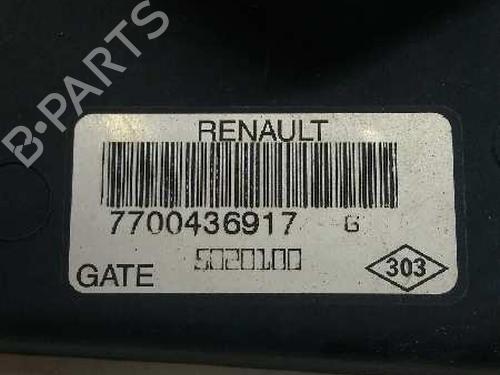 B-PARTS
RENAULT
7700436917 G
5020100
GATE
303